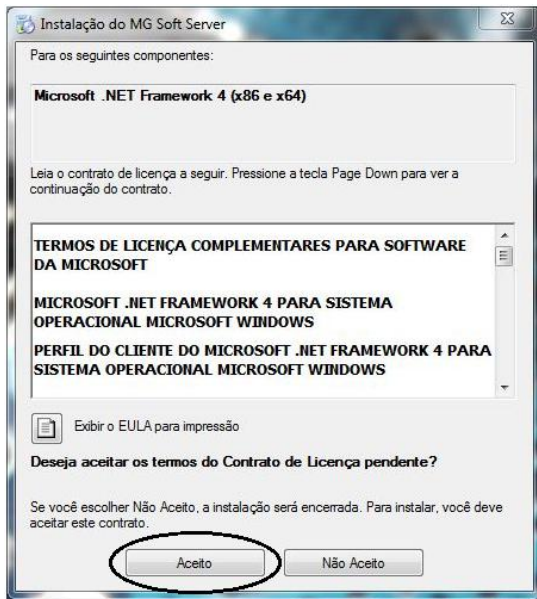 Instalação do MG Soft Server
Para os seguintes componentes:
Microsoft .NET Framework 4 (x86 e x64)
Leia o contrato de licença a seguir. Pressione a tecla Page Down para ver a
continuação do contrato.
TERMOS DE LICENÇA COMPLEMENTARES PARA SOFTWARE
DA MICROSOFT
MICROSOFT .NET FRAMEWORK 4 PARA SISTEMA
OPERACIONAL MICROSOFT WINDOWS
PERFIL DO CLIENTE DO MICROSOFT .NET FRAMEWORK 4 PARA
SISTEMA OPERACIONAL MICROSOFT WINDOWS
Exibir o EULA para impressão
Deseja aceitar os termos do Contrato de Licença pendente?
Se você escolher Não Aceito, a instalação será encerrada. Para instalar, você deve
aceitar este contrato.
Aceito Não Aceito